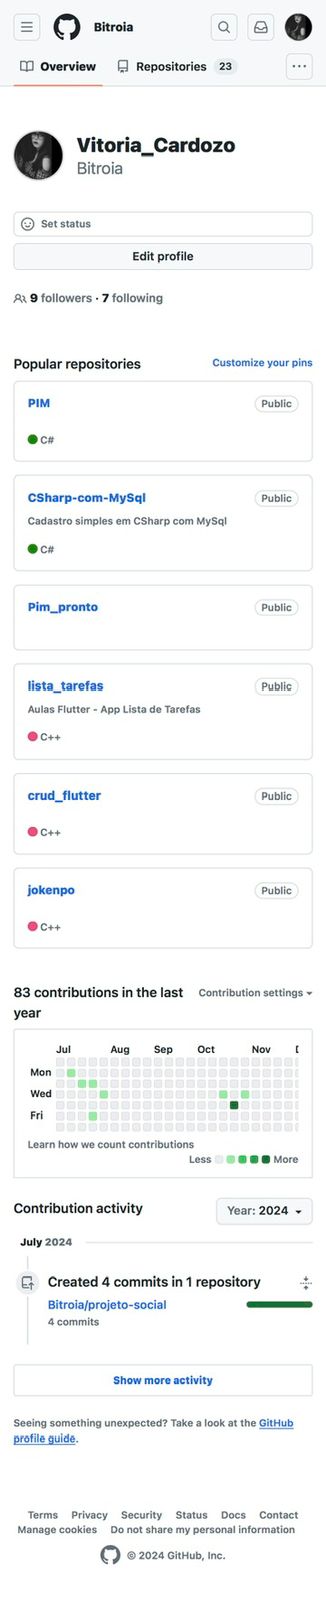 Bitroia
Overview Repositories 23
Vitoria_Cardozo
Bitroia
Set status
Edit profile
9 followers · 7 following
Popular repositories Customize your pins
PIM Public
C#
CSharp-com-MySql Public
Cadastro simples em CSharp com MySql
C#
Pim_pronto Public
lista_tarefas Public
Aulas Flutter - App Lista de Tarefas
C++
crud_flutter Public
C++
jokenpo Public
C++
83 contributions in the last Contribution settings
year
Jul Aug Sep Oct Nov D
Mon
Wed
Fri
Learn how we count contributions
Less More
Contribution activity Year: 2024
July 2024
Created 4 commits in 1 repository
Bitroia/projeto-social
4 commits
Show more activity
Seeing something unexpected? Take a look at the GitHub
profile guide.
Terms Privacy Security Status Docs Contact
Manage cookies Do not share my personal information
© 2024 GitHub, Inc.